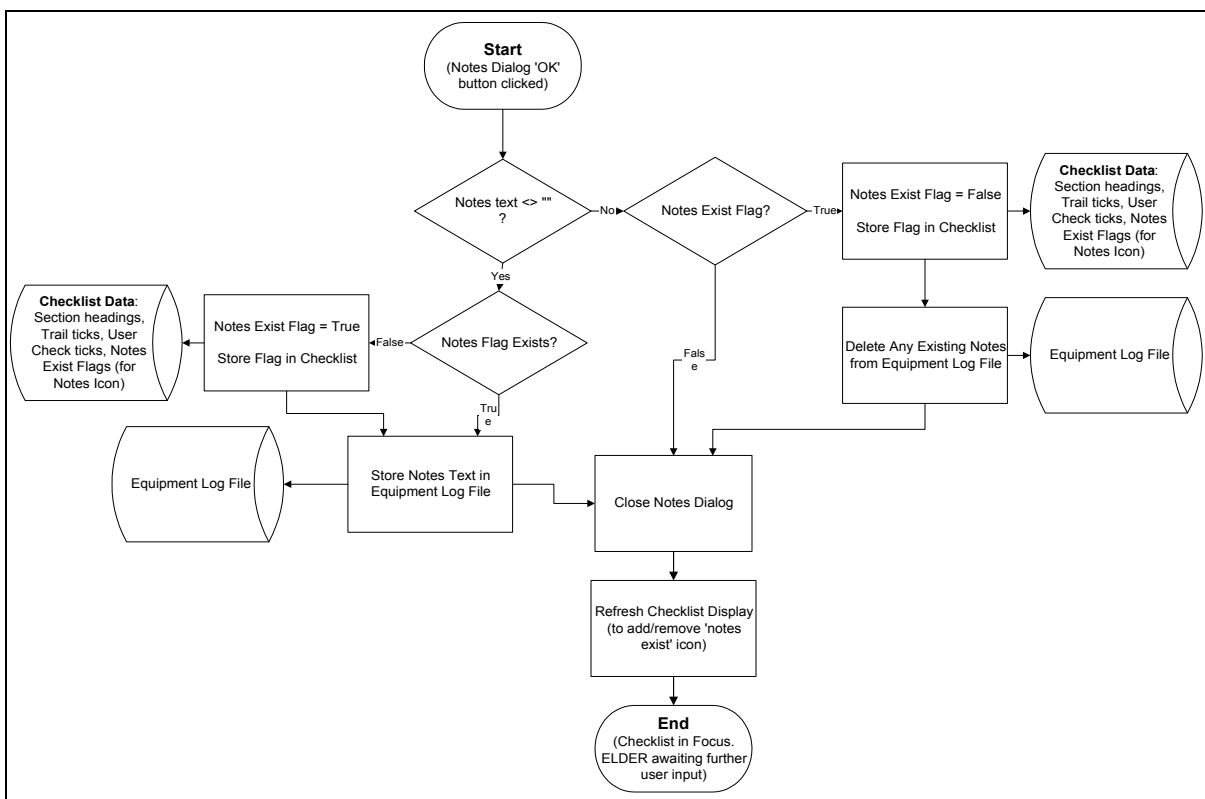 Start
(Notes Dialog 'OK'
button clicked)
Notes text <> ""
?
No
Notes Exist Flag?
True
Notes Exist Flag = False
Store Flag in Checklist
Checklist Data:
Section headings,
Trail ticks, User
Check ticks, Notes
Exist Flags (for
Notes Icon)
Yes
Checklist Data:
Section headings,
Trail ticks, User
Check ticks, Notes
Exist Flags (for
Notes Icon)
Notes Exist Flag = True
Store Flag in Checklist
False
Notes Flag Exists?
Fals
e
Delete Any Existing Notes
from Equipment Log File
Equipment Log File
Tru
e
Equipment Log File
Store Notes Text in
Equipment Log File
Close Notes Dialog
Refresh Checklist Display
(to add/remove 'notes
exist' icon)
End
(Checklist in Focus.
ELDER awaiting further
user input)